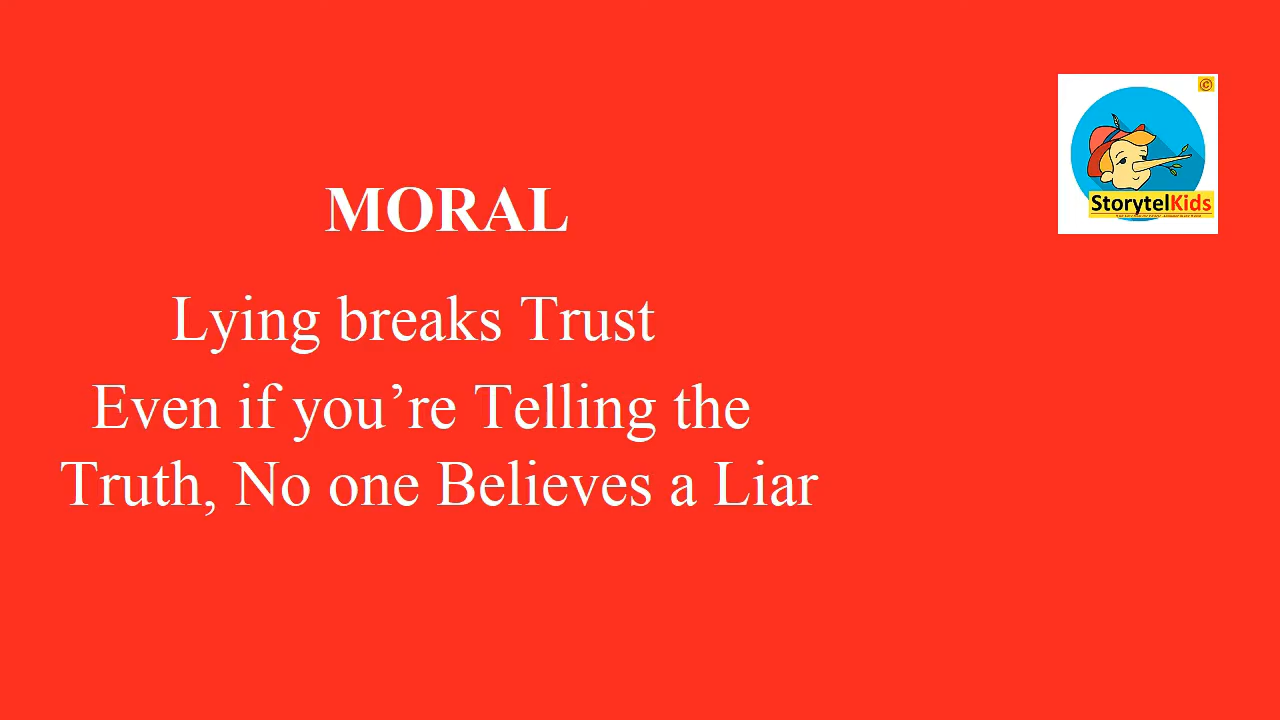 MORAL
Lying breaks Trust
Even if you’re Telling the
Truth, No one Believes a Liar
©
StorytelKids